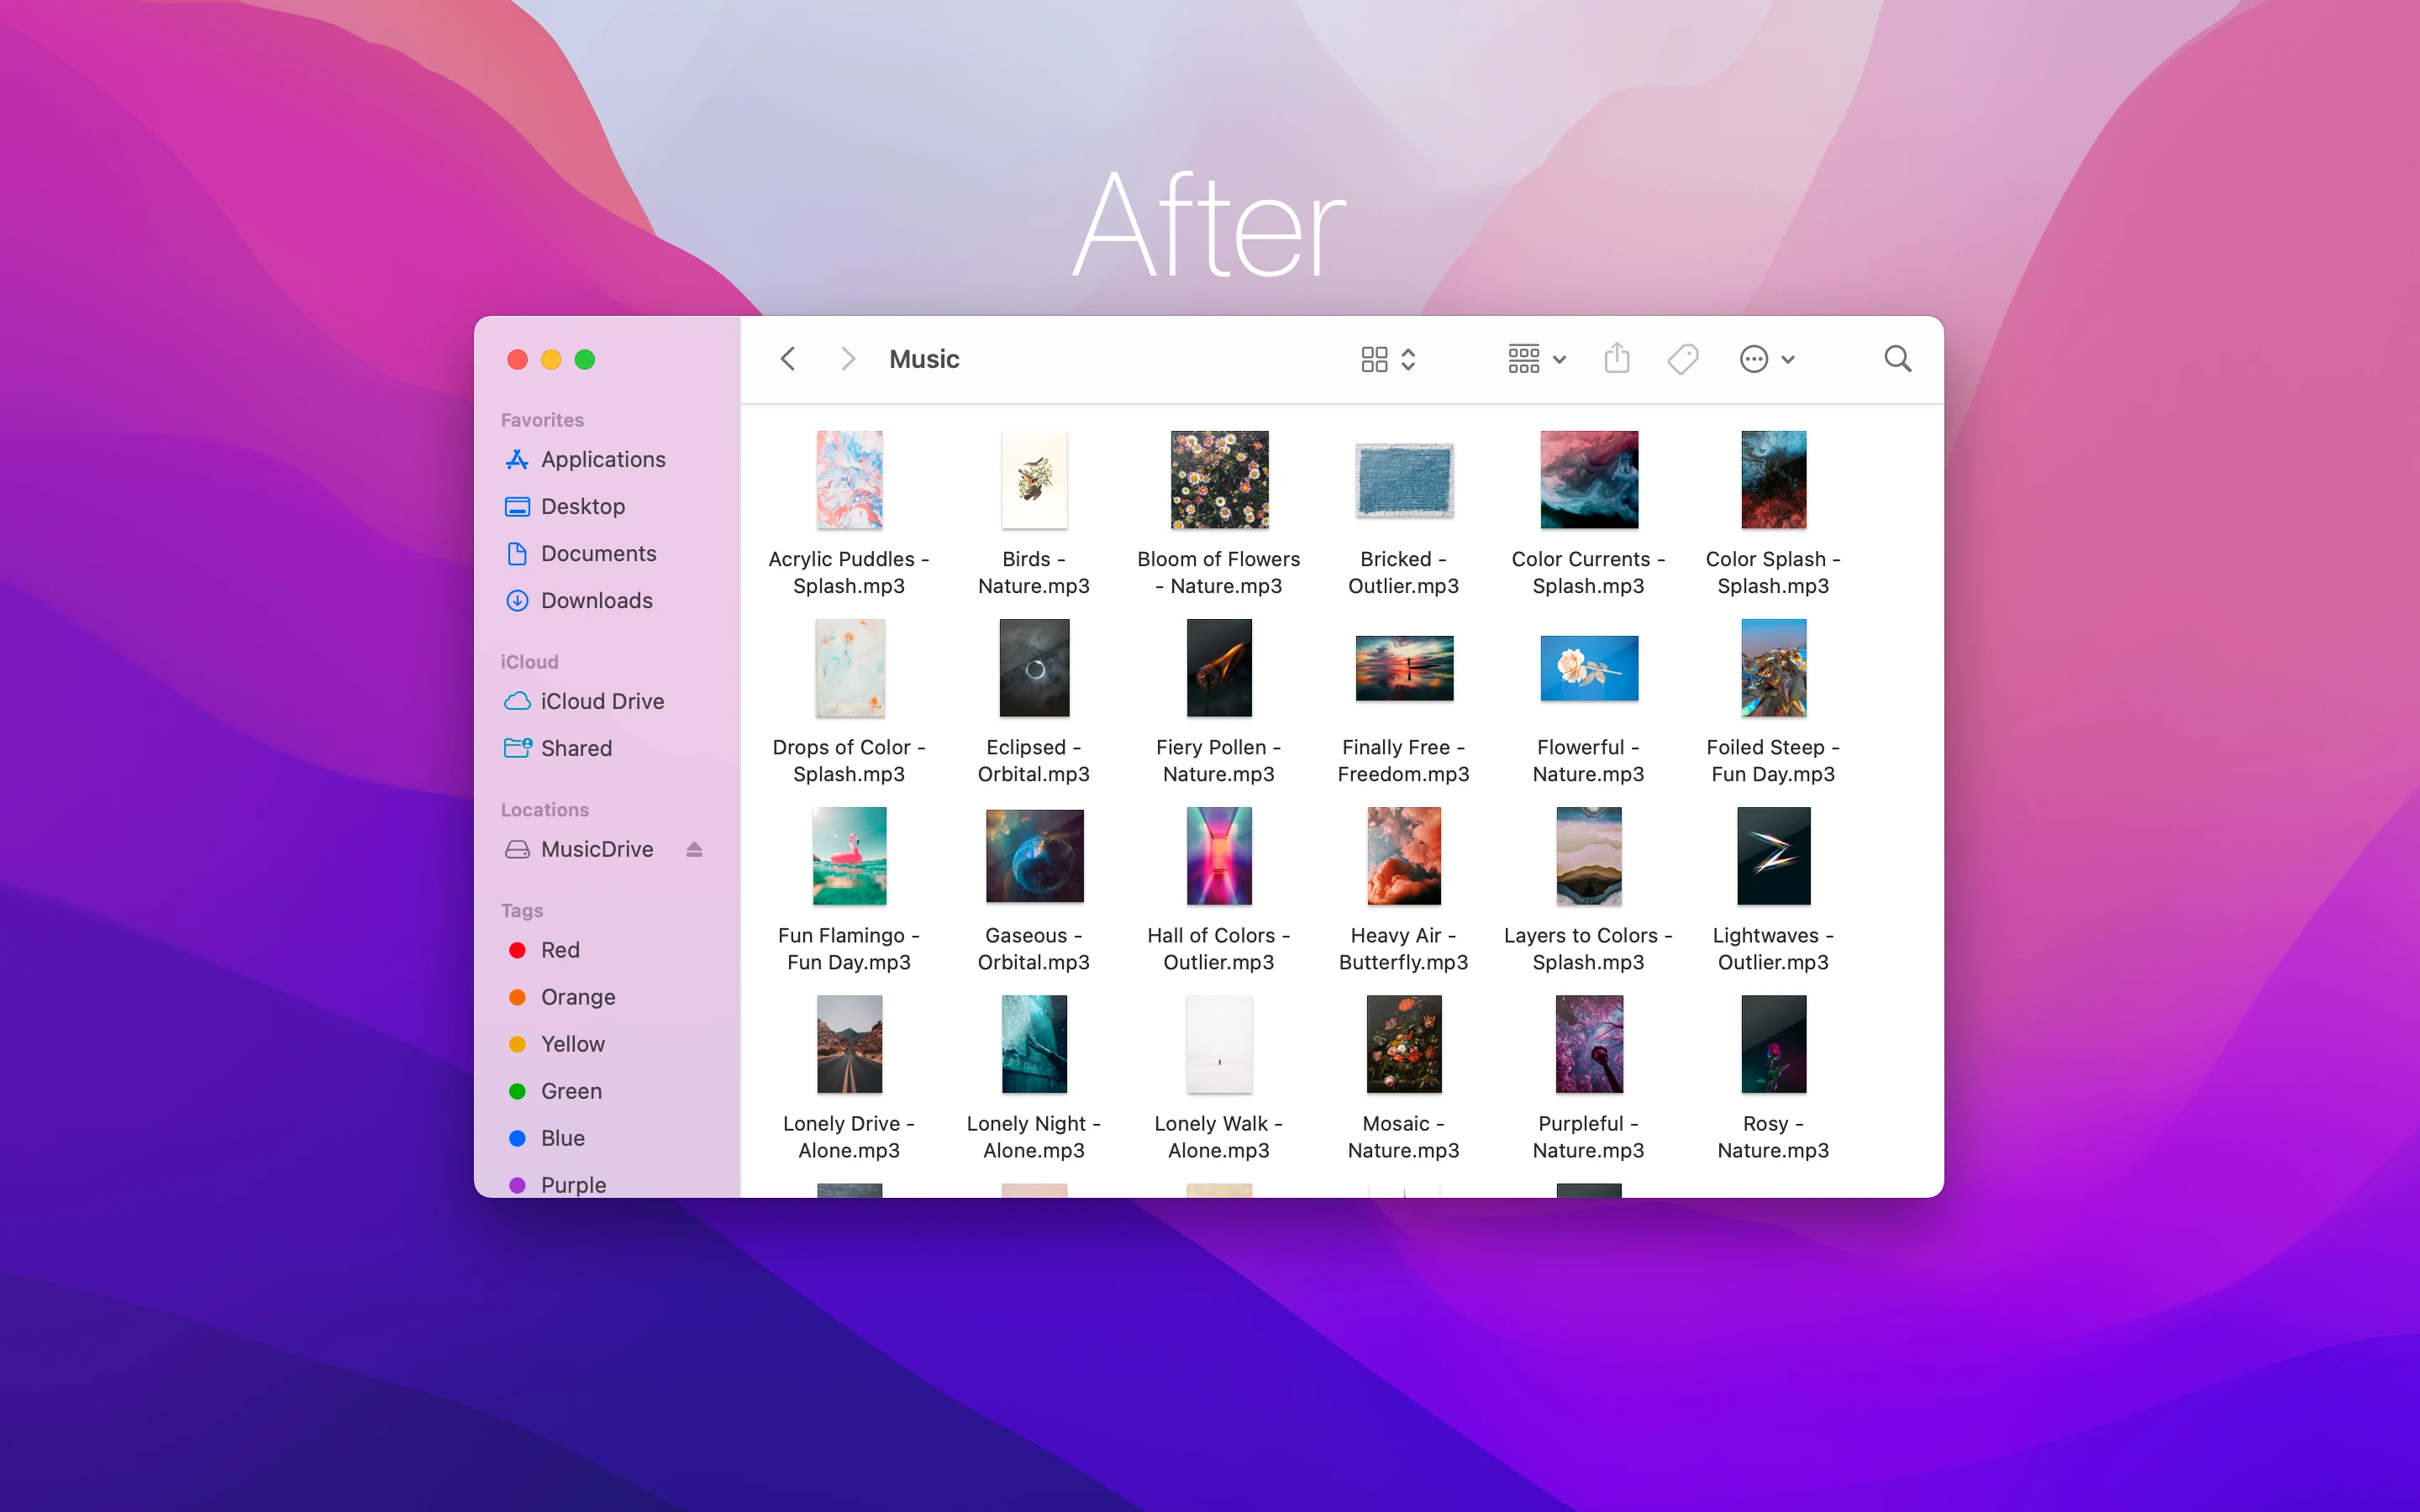 After
Music
Favorites
Applications
Desktop
Documents
Downloads
iCloud
iCloud Drive
Shared
Locations
MusicDrive
Tags
Red
Orange
Yellow
Green
Blue
Purple
Acrylic Puddles -
Splash.mp3
Birds -
Nature.mp3
Bloom of Flowers
- Nature.mp3
Bricked -
Outlier.mp3
Color Currents -
Splash.mp3
Color Splash -
Splash.mp3
Drops of Color -
Splash.mp3
Eclipsed -
Orbital.mp3
Fiery Pollen -
Nature.mp3
Finally Free -
Freedom.mp3
Flowerful -
Nature.mp3
Foiled Steep -
Fun Day.mp3
Fun Flamingo -
Fun Day.mp3
Gaseous -
Orbital.mp3
Hall of Colors -
Outlier.mp3
Heavy Air -
Butterfly.mp3
Layers to Colors -
Splash.mp3
Lightwaves -
Outlier.mp3
Lonely Drive -
Alone.mp3
Lonely Night -
Alone.mp3
Lonely Walk -
Alone.mp3
Mosaic -
Nature.mp3
Purpleful -
Nature.mp3
Rosy -
Nature.mp3